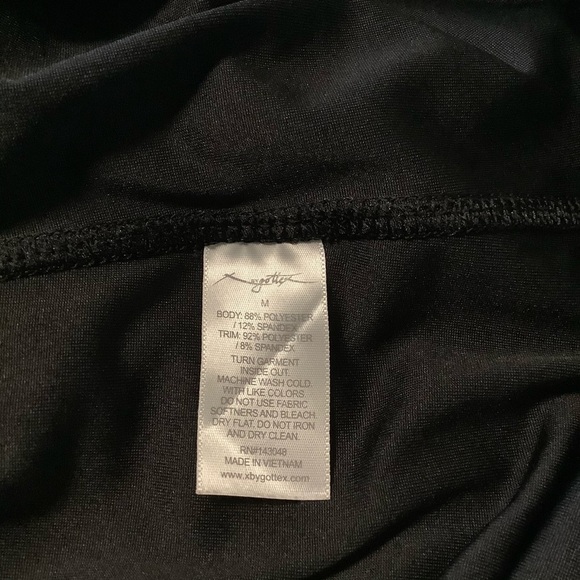 X by gottex
M
BODY: 88% POLYESTER
/ 12% SPANDEX
TRIM: 92% POLYESTER
/ 8% SPANDEX
TURN GARMENT
INSIDE OUT.
MACHINE WASH COLD.
WITH LIKE COLORS
DO NOT USE FABRIC
SOFTNERS AND BLEACH.
DRY FLAT, DO NOT IRON
AND DRY CLEAN.
RN#143048
MADE IN VIETNAM
www.xbygottex.com